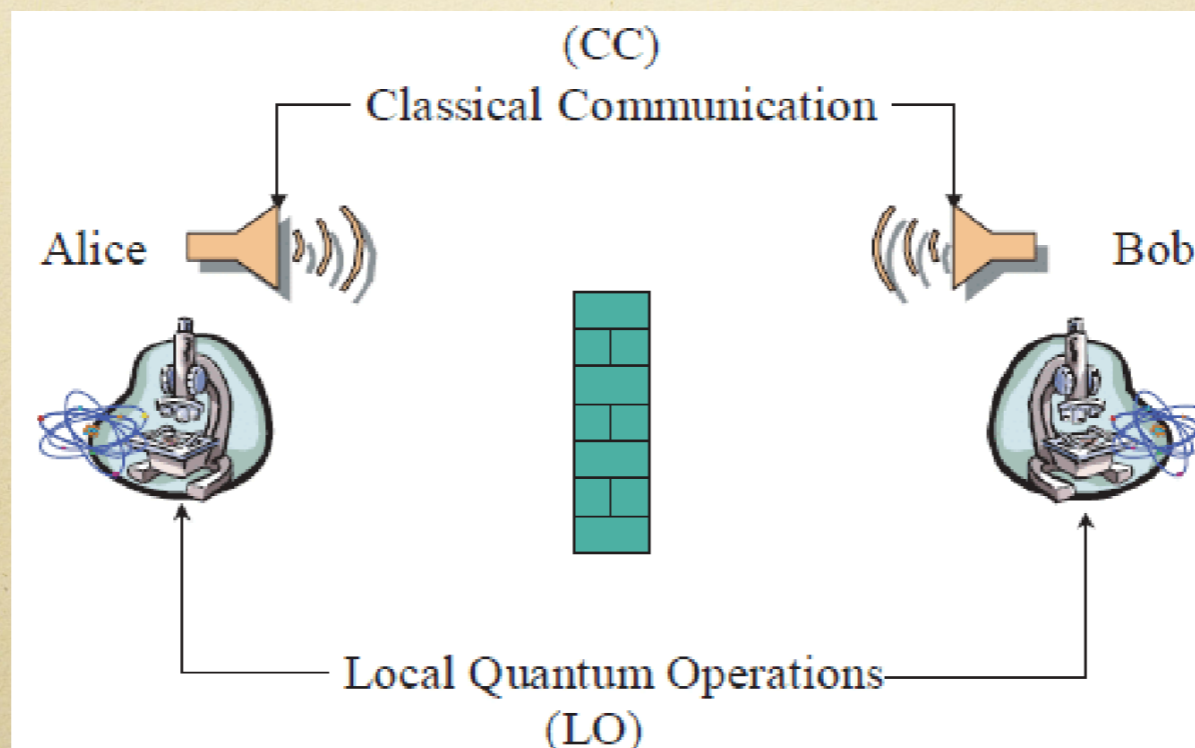 (CC)
Classical Communication
Alice
Bob
Local Quantum Operations
(LO)